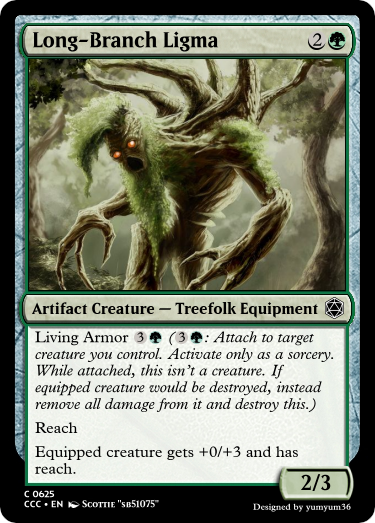 Long-Branch Ligma 2
Artifact Creature — Treefolk Equipment
Living Armor 3 (3: Attach to target
creature you control. Activate only as a sorcery.
While attached, this isn't a creature. If
equipped creature would be destroyed, instead
remove all damage from it and destroy this.)
Reach
Equipped creature gets +0/+3 and has
reach.
2/3
C 0625
CCC • EN Scottie "sb51075"
Designed by yumyum36